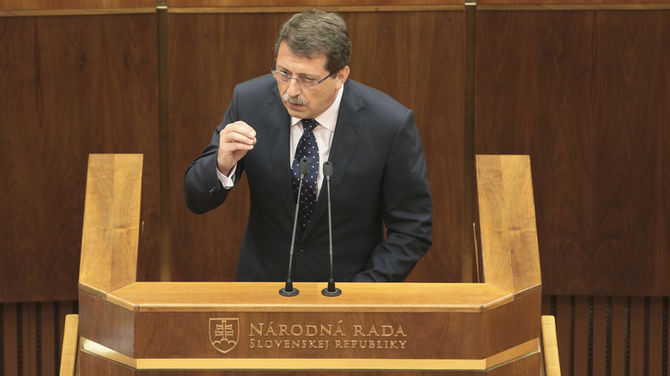 NÁRODNÁ RADA
SLOVENSKEJ REPUBLIKY